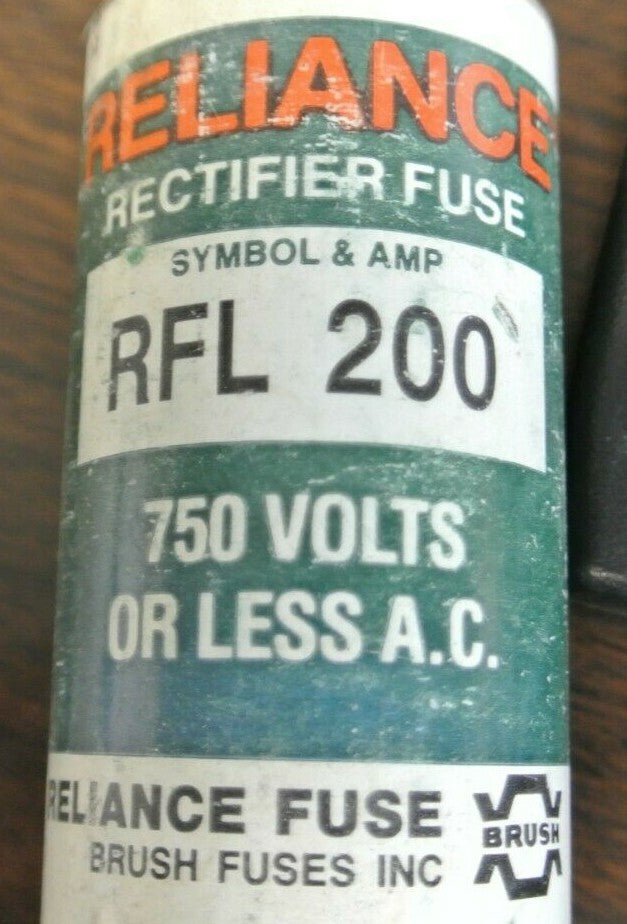 RELIANCE
RECTIFIER FUSE
SYMBOL & AMP
RFL 200
750 VOLTS
OR LESS A.C.
RELIANCE FUSE
BRUSH FUSES INC
BRUSH